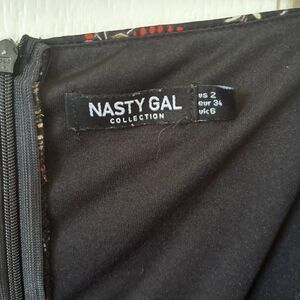 NASTY GAL
COLLECTION
us 2
eur 34
uk 6